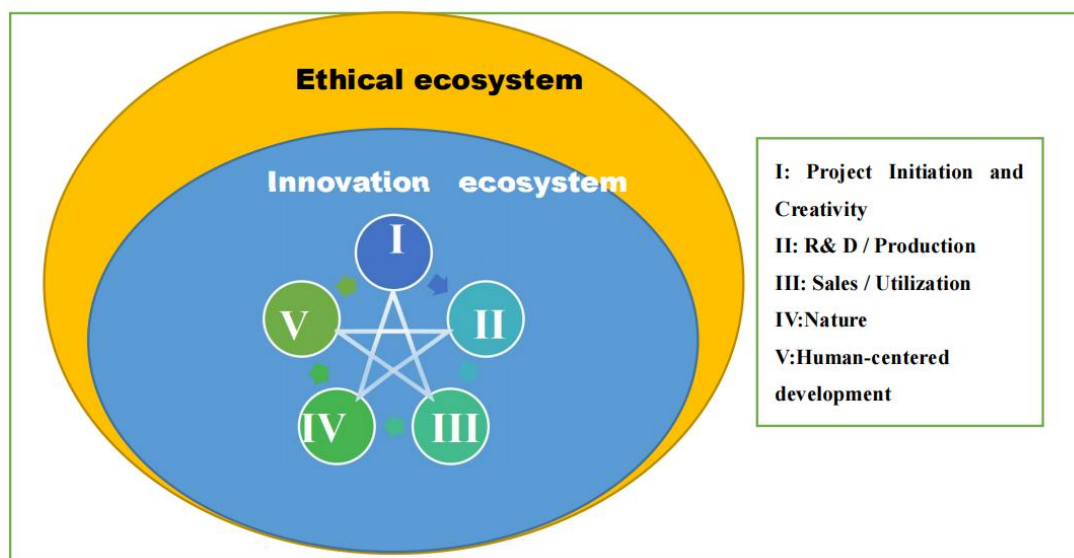 Ethical ecosystem
Innovation ecosystem
I
II
III
IV
V
I: Project Initiation and
Creativity
II: R& D / Production
III: Sales / Utilization
IV:Nature
V:Human-centered
development